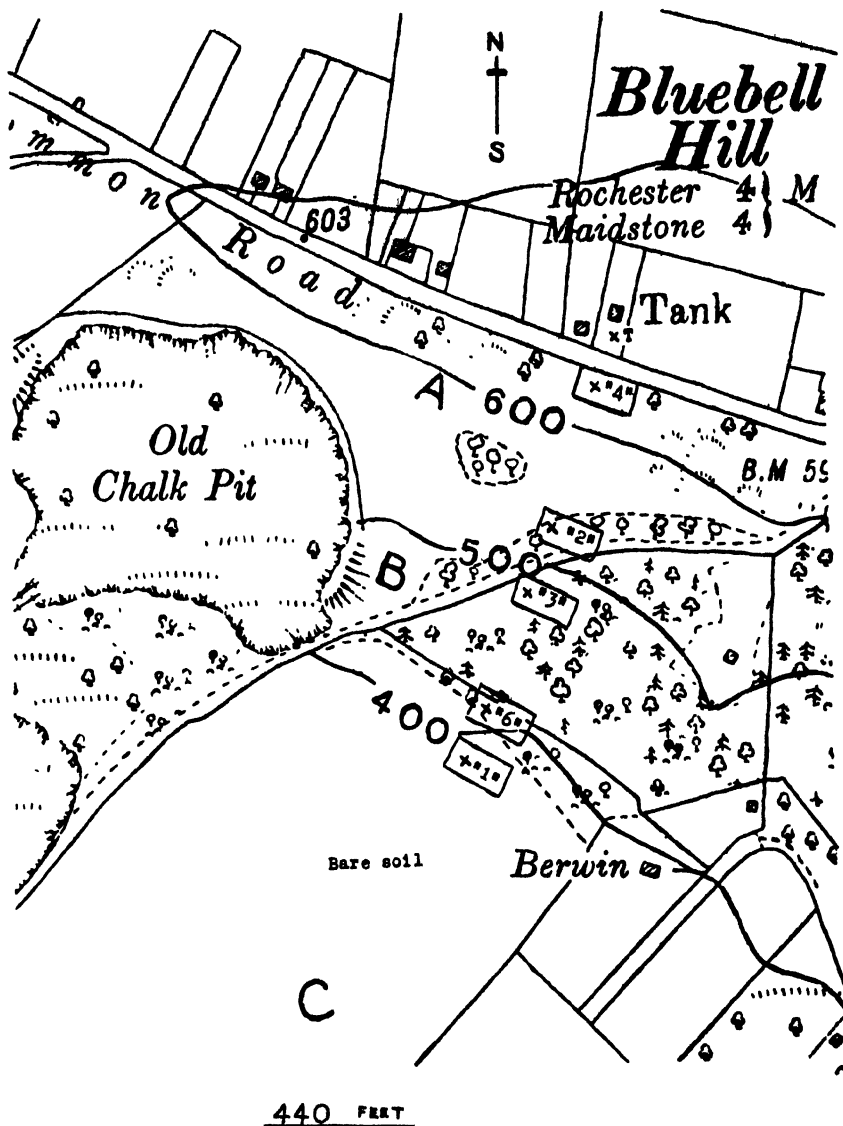 N
S
Bluebell
Hill
Rochester 4 } M
Maidstone 4 }
mmon
603
Road
Tank
×T
×"4"
A
600
Old
Chalk Pit
B.M 59
×"2"
500
B
×"3"
400
×"6"
×"1"
Bare soil
Berwin
C
440 FEET